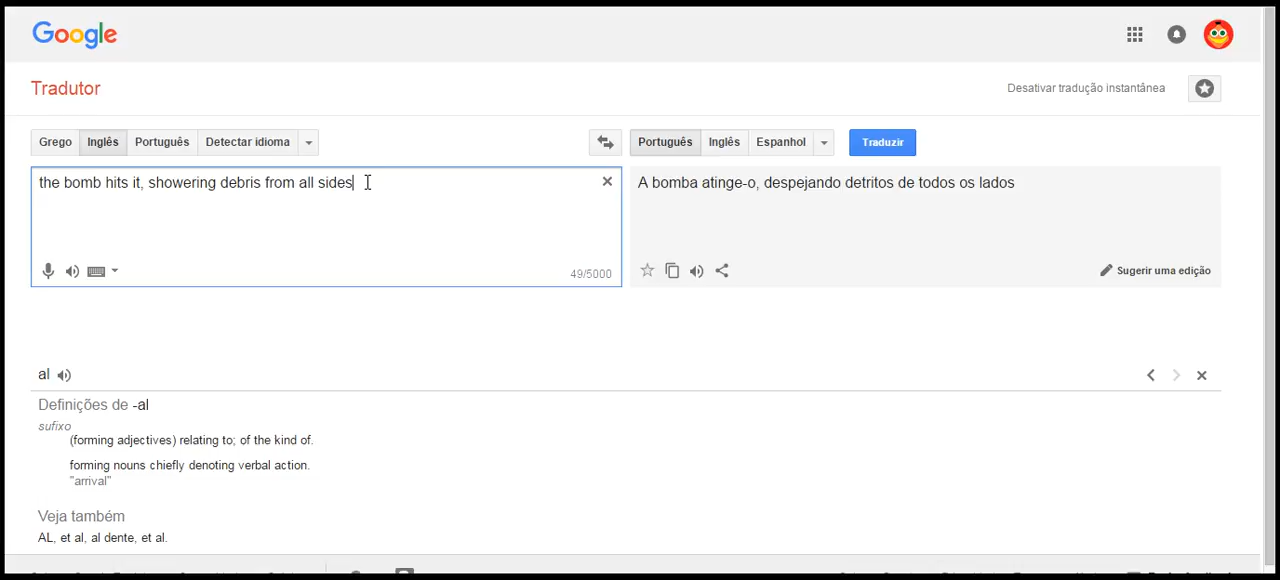 Google
Tradutor
Desativar tradução instantânea
Grego Inglês Português Detectar idioma
Português Inglês Espanhol Traduzir
the bomb hits it, showering debris from all sides
A bomba atinge-o, despejando detritos de todos os lados
49/5000
Sugerir uma edição
al
Definições de -al
sufixo
(forming adjectives) relating to; of the kind of.
forming nouns chiefly denoting verbal action.
"arrival"
Veja também
AL, et al, al dente, et al.